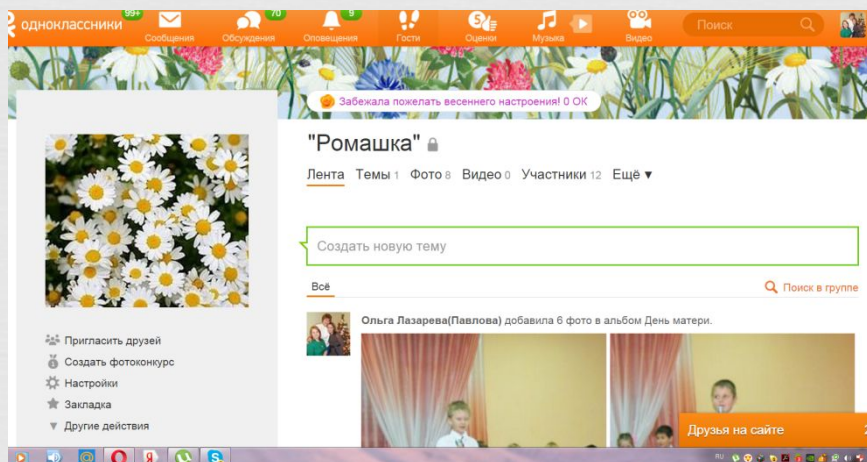 одноклассники
99+ 70 9
Сообщения Обсуждения Оповещения Гости Оценки Музыка Видео
Поиск
Забежала пожелать весеннего настроения! 0 ОК
"Ромашка"
Лента Темы 1 Фото 8 Видео 0 Участники 12 Ещё ▼
Создать новую тему
Всё
Поиск в группе
Ольга Лазарева(Павлова) добавила 6 фото в альбом День матери.
Пригласить друзей
Создать фотоконкурс
Настройки
Закладка
Другие действия
Друзья на сайте
RU